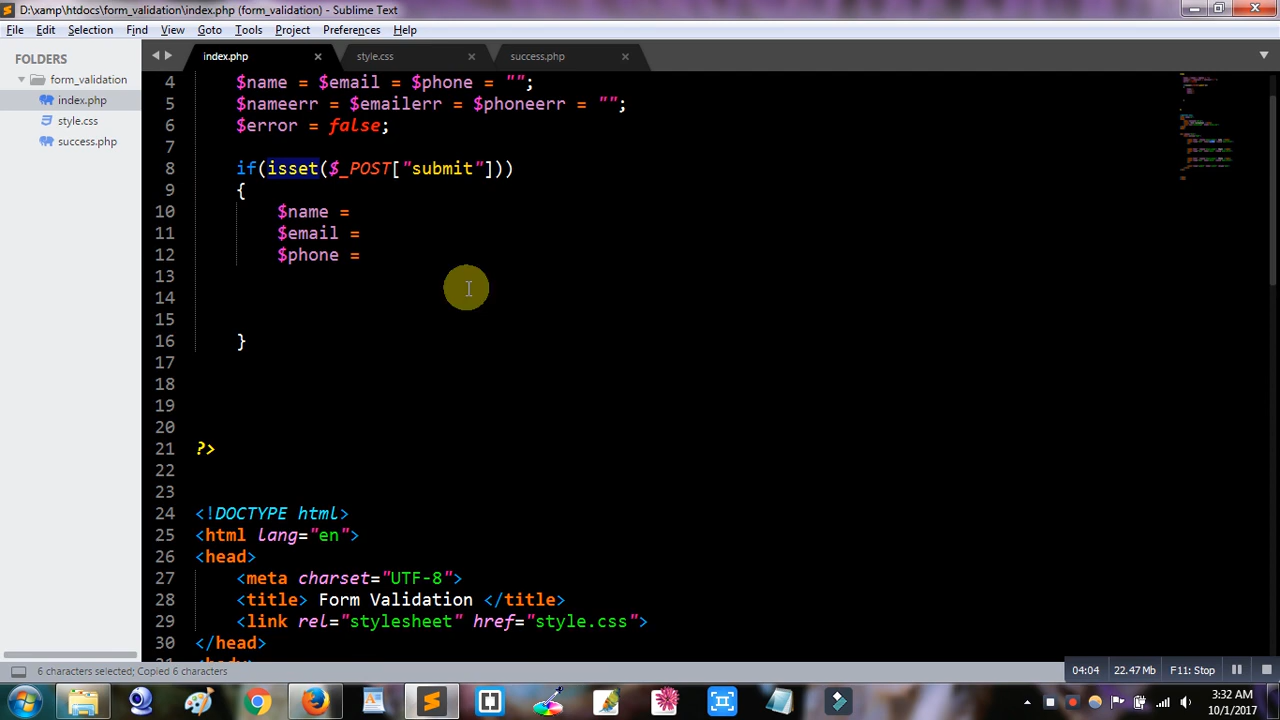 D:\xamp\htdocs\form_validation\index.php (form_validation) - Sublime Text
File Edit Selection Find View Goto Tools Project Preferences Help
FOLDERS
form_validation
index.php
style.css
success.php
index.php style.css success.php
4 $name = $email = $phone = "";
5 $nameerr = $emailerr = $phoneerr = "";
6 $error = false;
7
8 if(isset($_POST["submit"]))
9 {
10 $name =
11 $email =
12 $phone =
13
14
15
16 }
17
18
19
20
21 ?>
22
23
24 <!DOCTYPE html>
25 <html lang="en">
26 <head>
27 <meta charset="UTF-8">
28 <title> Form Validation </title>
29 <link rel="stylesheet" href="style.css">
30 </head>
31 <body>
6 characters selected; Copied 6 characters
04:04 22.47 Mb F11: Stop
3:32 AM
10/1/2017